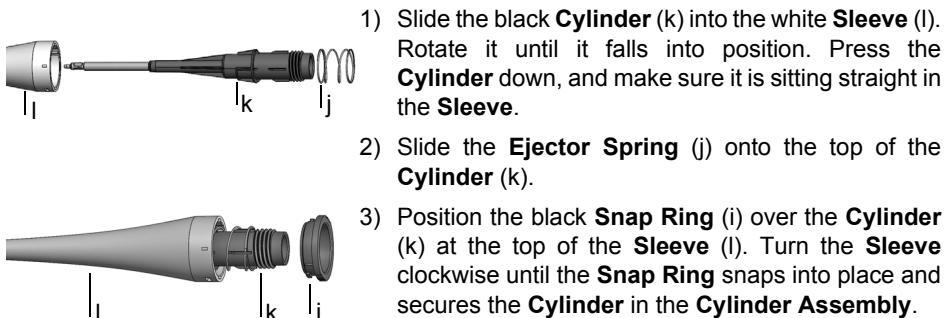 1) Slide the black Cylinder (k) into the white Sleeve (l).
Rotate it until it falls into position. Press the
Cylinder down, and make sure it is sitting straight in
the Sleeve.
l
k
j
2) Slide the Ejector Spring (j) onto the top of the
Cylinder (k).
3) Position the black Snap Ring (i) over the Cylinder
(k) at the top of the Sleeve (l). Turn the Sleeve
clockwise until the Snap Ring snaps into place and
secures the Cylinder in the Cylinder Assembly.
l
k
i